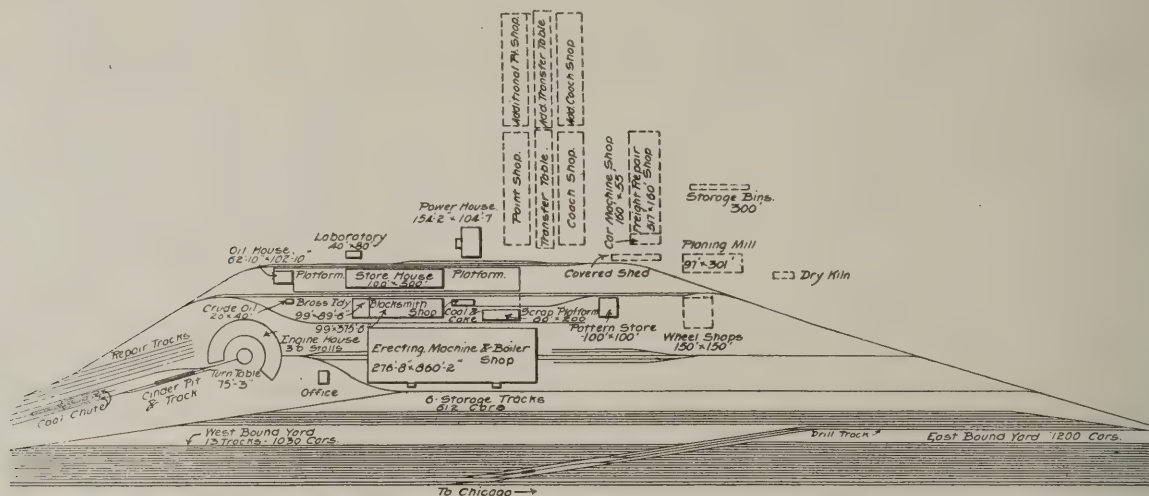 Additional Pt. Shop.
Add. Transfer Table
Add. Coach Shop
Paint Shop.
Transfer Table.
Coach Shop.
Car Machine Shop
160' × 55'
Freight Repair
Shop
Storage Bins.
300'
Power House.
154'-2" × 104'-7
Laboratory
40' × 80'
Oil House.
62'-10" × 102'-10"
Platform.
Store House
100' × 500'
Platform.
Covered Shed
Planing Mill
97' × 301'
Dry Kiln
Crude Oil
20' × 40'
Brass Fdy
99' × 89'-6"
Blacksmith
Shop
99' × 375'-6"
Coal &
Coke
Scrap Platform
Pattern Store
100' × 100'
Wheel Shops
150' × 150'
Repair Tracks
Engine House
36 Stalls
Erecting, Machine & Boiler
Shop
276'-8" × 860'-2"
Turn Table
75'-3"
Cinder Pit
& Track
Coal Chute
Office
6-Storage Tracks
612 Cars
West Bound Yard
13 Tracks - 1030 Cars.
Drill Track
East Bound Yard 1200 Cars.
To Chicago